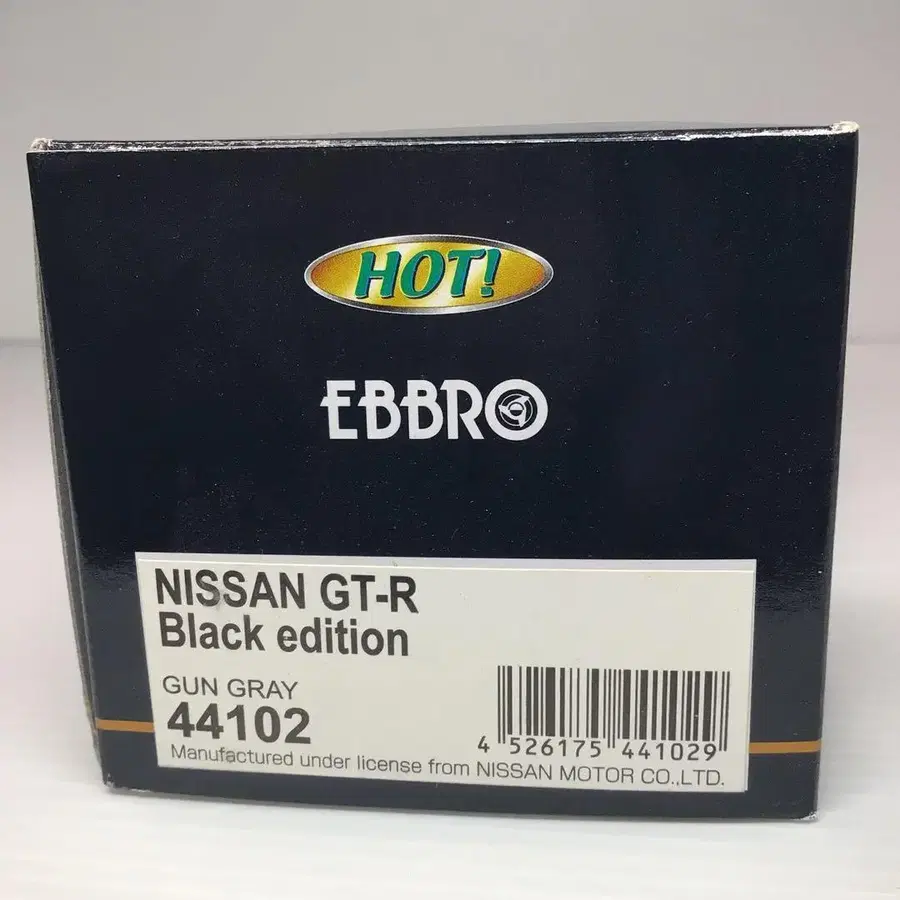 HOT!
EBBRO
NISSAN GT-R
Black edition
GUN GRAY
44102
4 526175 441029
Manufactured under license from NISSAN MOTOR CO.,LTD.